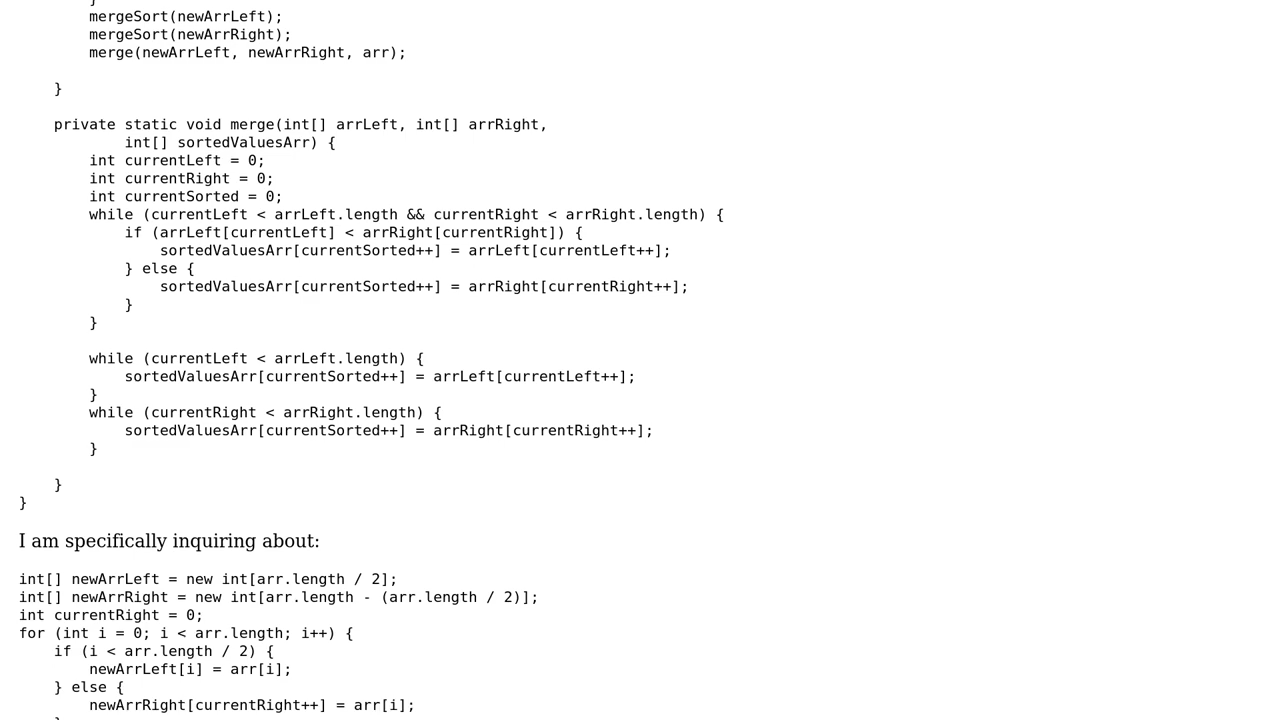 }
        mergeSort(newArrLeft);
        mergeSort(newArrRight);
        merge(newArrLeft, newArrRight, arr);

    }

    private static void merge(int[] arrLeft, int[] arrRight,
            int[] sortedValuesArr) {
        int currentLeft = 0;
        int currentRight = 0;
        int currentSorted = 0;
        while (currentLeft < arrLeft.length && currentRight < arrRight.length) {
            if (arrLeft[currentLeft] < arrRight[currentRight]) {
                sortedValuesArr[currentSorted++] = arrLeft[currentLeft++];
            } else {
                sortedValuesArr[currentSorted++] = arrRight[currentRight++];
            }
        }

        while (currentLeft < arrLeft.length) {
            sortedValuesArr[currentSorted++] = arrLeft[currentLeft++];
        }
        while (currentRight < arrRight.length) {
            sortedValuesArr[currentSorted++] = arrRight[currentRight++];
        }

    }
}
I am specifically inquiring about:
int[] newArrLeft = new int[arr.length / 2];
int[] newArrRight = new int[arr.length - (arr.length / 2)];
int currentRight = 0;
for (int i = 0; i < arr.length; i++) {
    if (i < arr.length / 2) {
        newArrLeft[i] = arr[i];
    } else {
        newArrRight[currentRight++] = arr[i];
    }